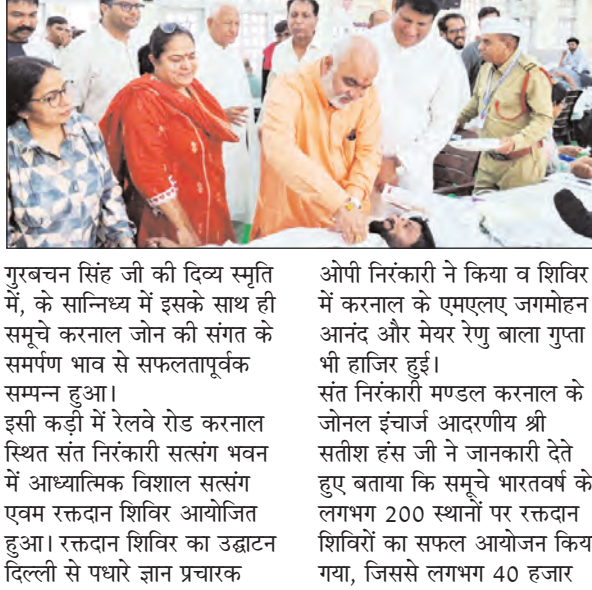 गुरबचन सिंह जी की दिव्य स्मृति
में, के सान्निध्य में इसके साथ ही
समूचे करनाल जोन की संगत के
समर्पण भाव से सफलतापूर्वक
सम्पन्न हुआ।
इसी कड़ी में रेलवे रोड करनाल
स्थित संत निरंकारी सत्संग भवन
में आध्यात्मिक विशाल सत्संग
एवम रक्तदान शिविर आयोजित
हुआ। रक्तदान शिविर का उद्घाटन
दिल्ली से पधारे ज्ञान प्रचारक
ओपी निरंकारी ने किया व शिविर
में करनाल के एमएलए जगमोहन
आनंद और मेयर रेणु बाला गुप्ता
भी हाजिर हुई।
संत निरंकारी मण्डल करनाल के
जोनल इंचार्ज आदरणीय श्री
सतीश हंस जी ने जानकारी देते
हुए बताया कि समूचे भारतवर्ष के
लगभग 200 स्थानों पर रक्तदान
शिविरों का सफल आयोजन किय
गया, जिससे लगभग 40 हजार